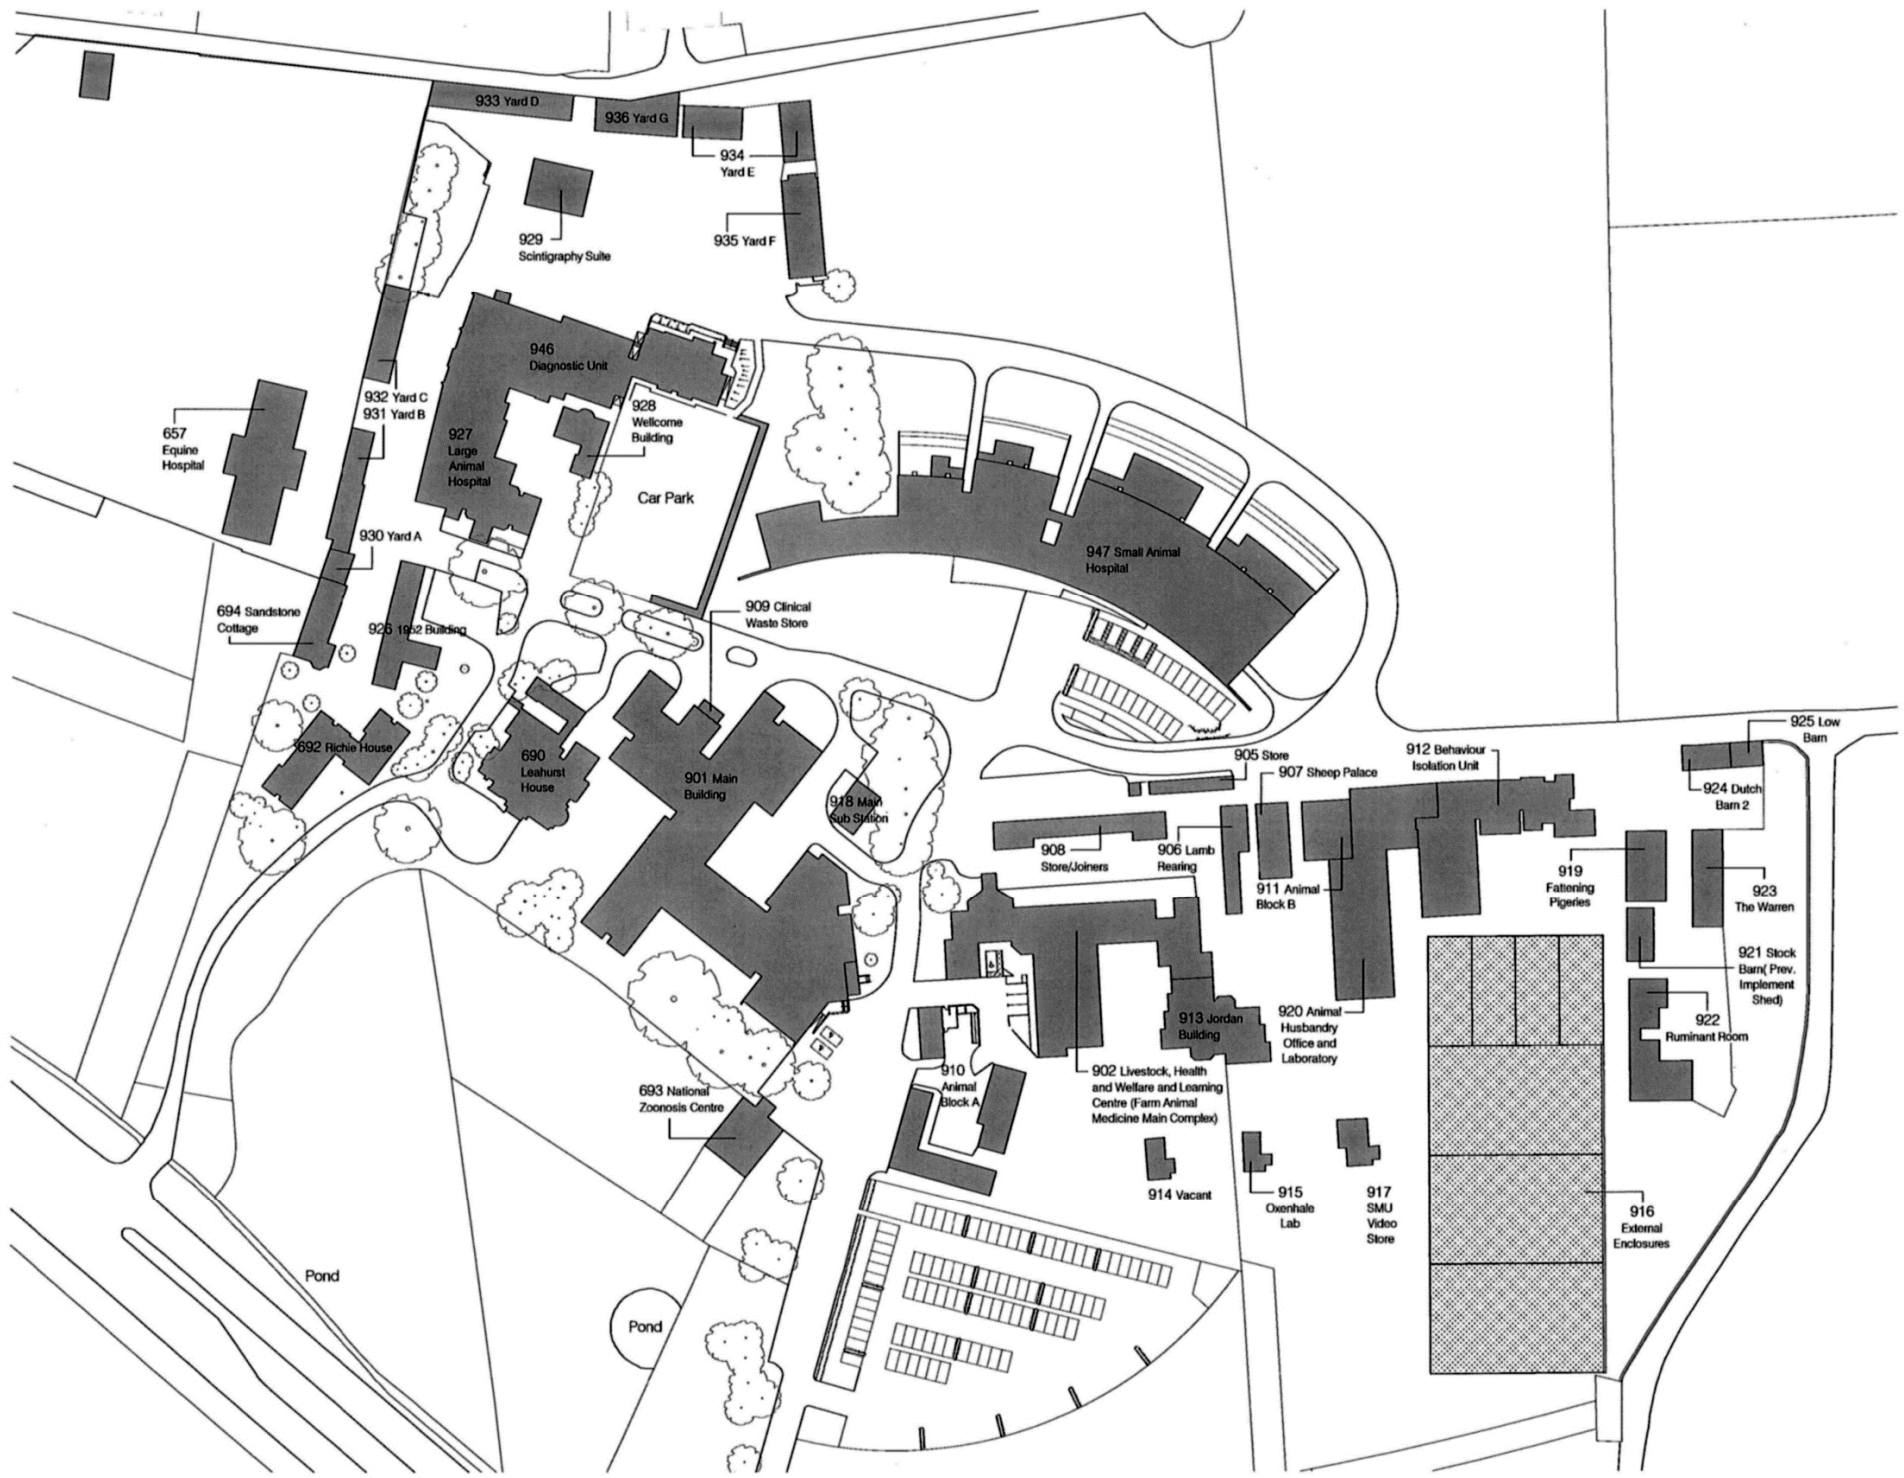 933 Yard D
936 Yard G
934
Yard E
929
Scintigraphy Suite
935 Yard F
946
Diagnostic Unit
932 Yard C
931 Yard B
928
Wellcome
Building
657
Equine
Hospital
927
Large
Animal
Hospital
Car Park
930 Yard A
947 Small Animal
Hospital
694 Sandstone
Cottage
926 1952 Building
909 Clinical
Waste Store
692 Richie House
690
Leahurst
House
901 Main
Building
918 Main
Sub Station
905 Store
907 Sheep Palace
912 Behaviour
Isolation Unit
925 Low
Barn
924 Dutch
Barn 2
908
Store/Joiners
906 Lamb
Rearing
911 Animal
Block B
919
Fattening
Pigeries
923
The Warren
921 Stock
Barn( Prev.
Implement
Shed)
913 Jordan
Building
920 Animal
Husbandry
Office and
Laboratory
922
Ruminant Room
910
Animal
Block A
902 Livestock, Health
and Welfare and Learning
Centre (Farm Animal
Medicine Main Complex)
693 National
Zoonosis Centre
914 Vacant
915
Oxenhale
Lab
917
SMU
Video
Store
916
External
Enclosures
Pond
Pond